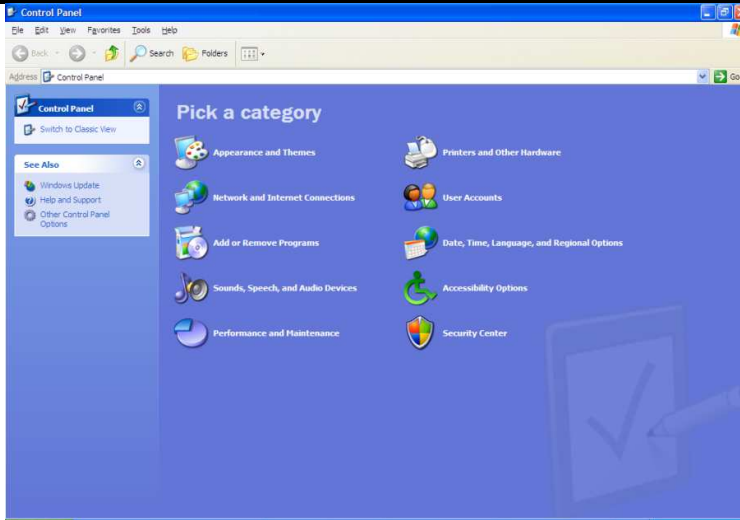 Control Panel
File Edit View Favorites Tools Help
Back Search Folders
Address Control Panel Go
Control Panel
Switch to Classic View
See Also
Windows Update
Help and Support
Other Control Panel
Options
Pick a category
Appearance and Themes
Printers and Other Hardware
Network and Internet Connections
User Accounts
Add or Remove Programs
Date, Time, Language, and Regional Options
Sounds, Speech, and Audio Devices
Accessibility Options
Performance and Maintenance
Security Center